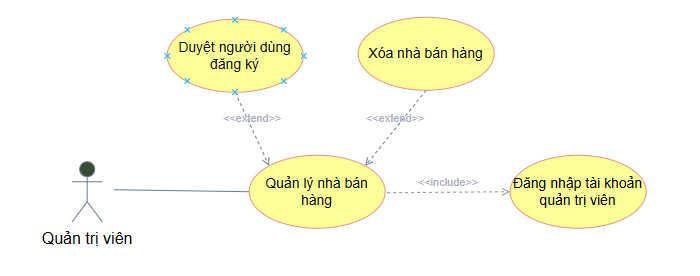 Duyệt người dùng
đăng ký
Xóa nhà bán hàng
<<extend>>
<<extend>>
Quản lý nhà bán
hàng
<<include>>
Đăng nhập tài khoản
quản trị viên
Quản trị viên